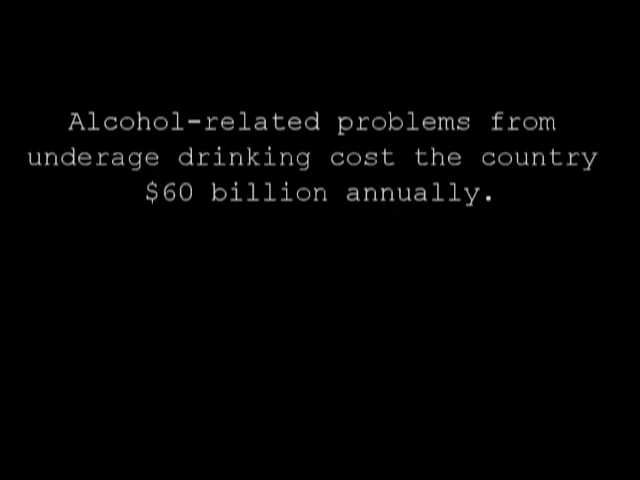 Alcohol-related problems from
underage drinking cost the country
$60 billion annually.